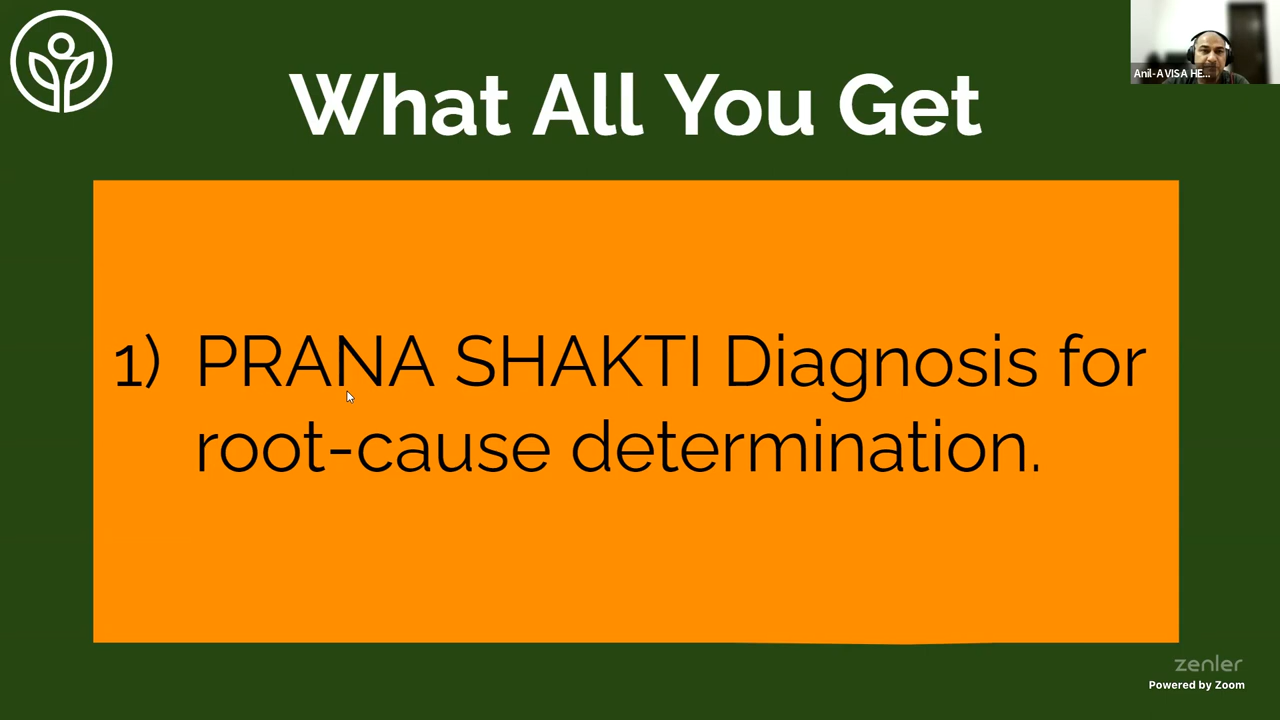 What All You Get
Anil-AVISA HE...
1) PRANA SHAKTI Diagnosis for
root-cause determination.
zenler
Powered by Zoom